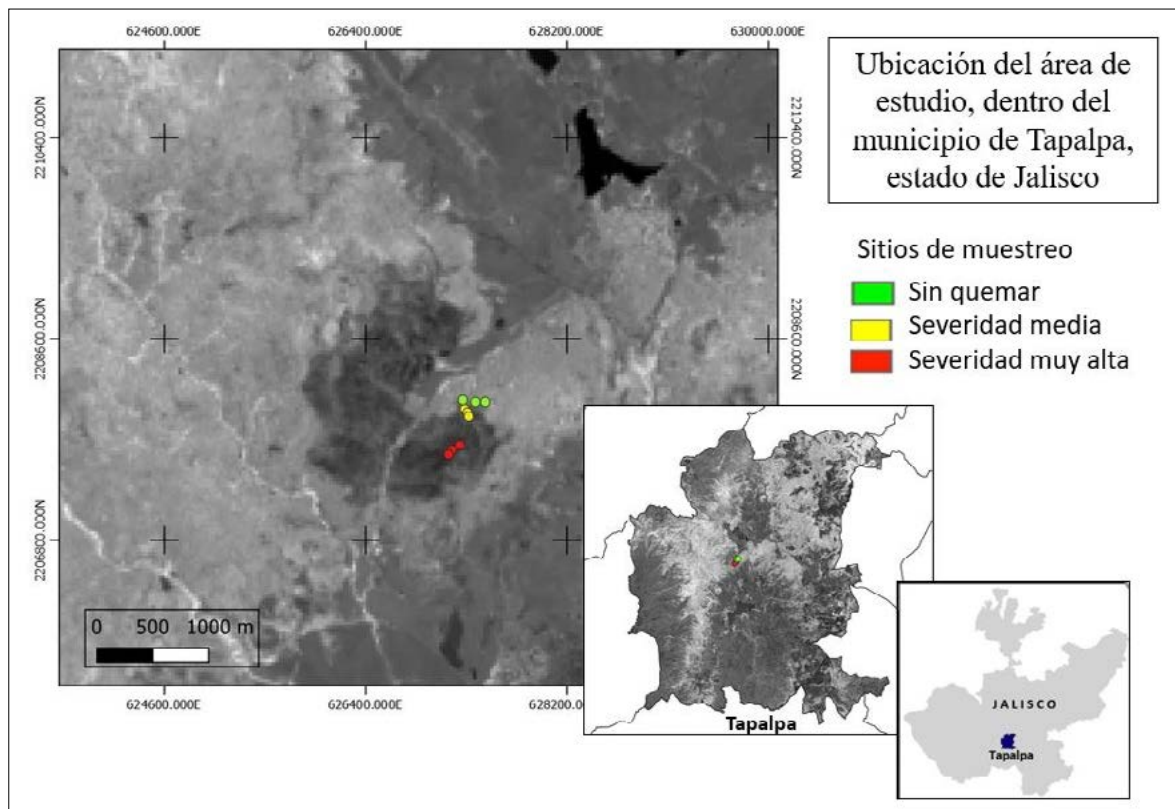 624600.000E
626400.000E
628200.000E
630000.000E
2210400.000N
2210400.000N
2208600.000N
2208600.000N
2206800.000N
624600.000E
626400.000E
628200.000E
0 500 1000 m
Ubicación del área de
estudio, dentro del
municipio de Tapalpa,
estado de Jalisco
Sitios de muestreo
Sin quemar
Severidad media
Severidad muy alta
Tapalpa
JALISCO
Tapalpa